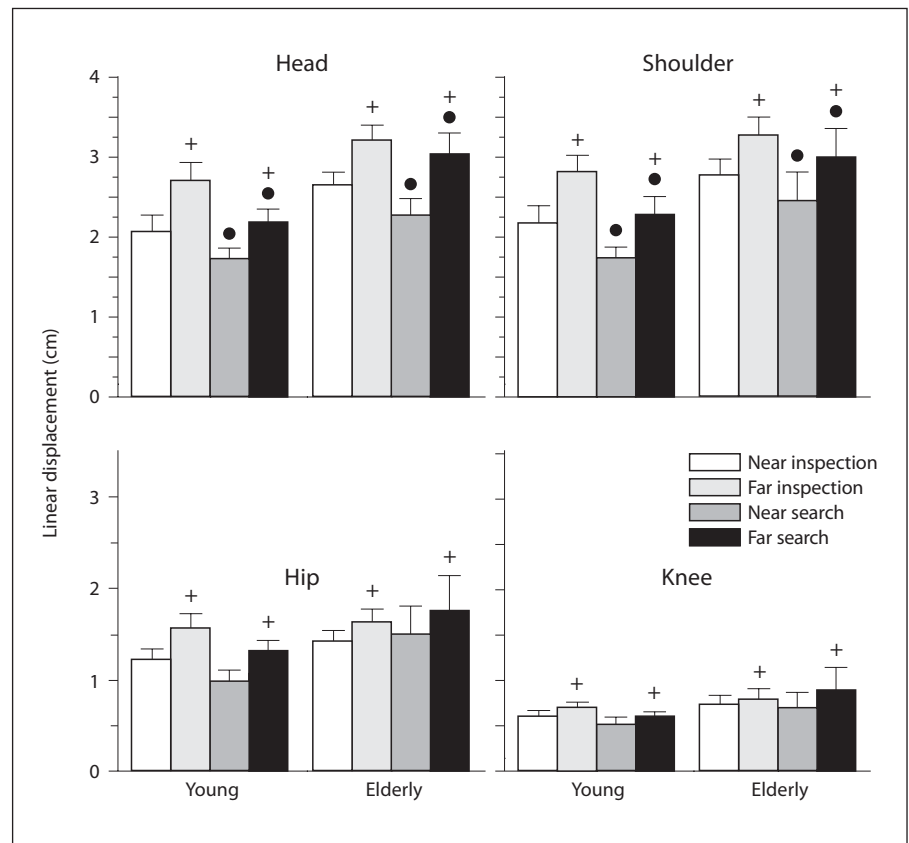 Head
Shoulder
4
3
2
1
0
Linear displacement (cm)
Near inspection
Far inspection
Near search
Far search
3
2
1
0
Hip
Knee
Young
Elderly
Young
Elderly